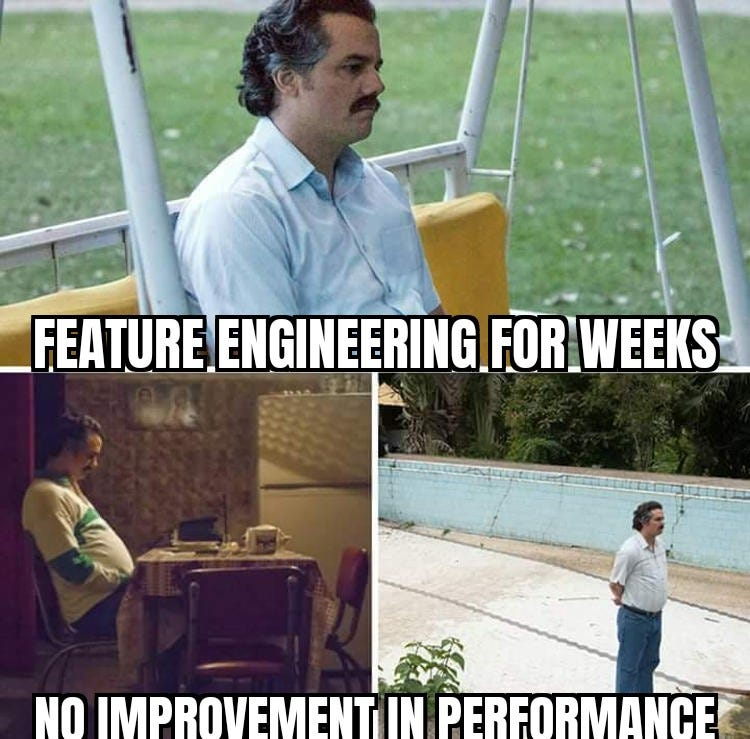 FEATURE ENGINEERING FOR WEEKS
NO IMPROVEMENT IN PERFORMANCE